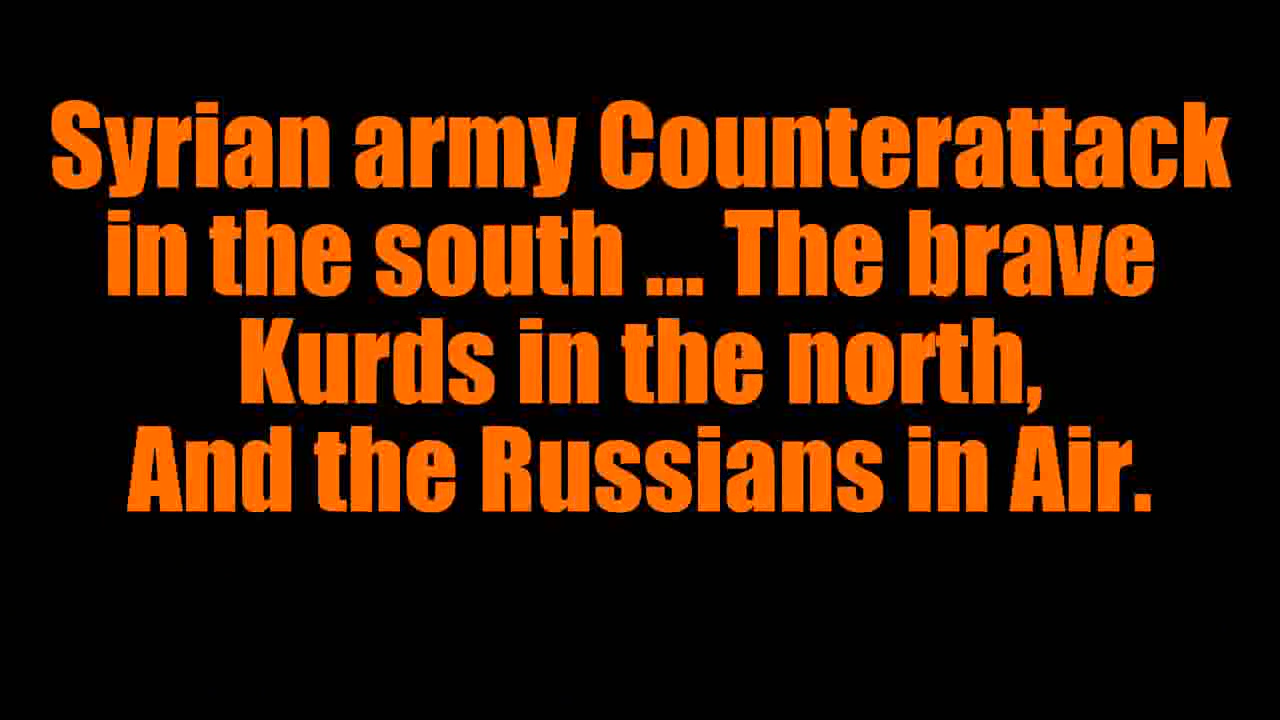 Syrian army Counterattack
in the south ... The brave
Kurds in the north,
And the Russians in Air.